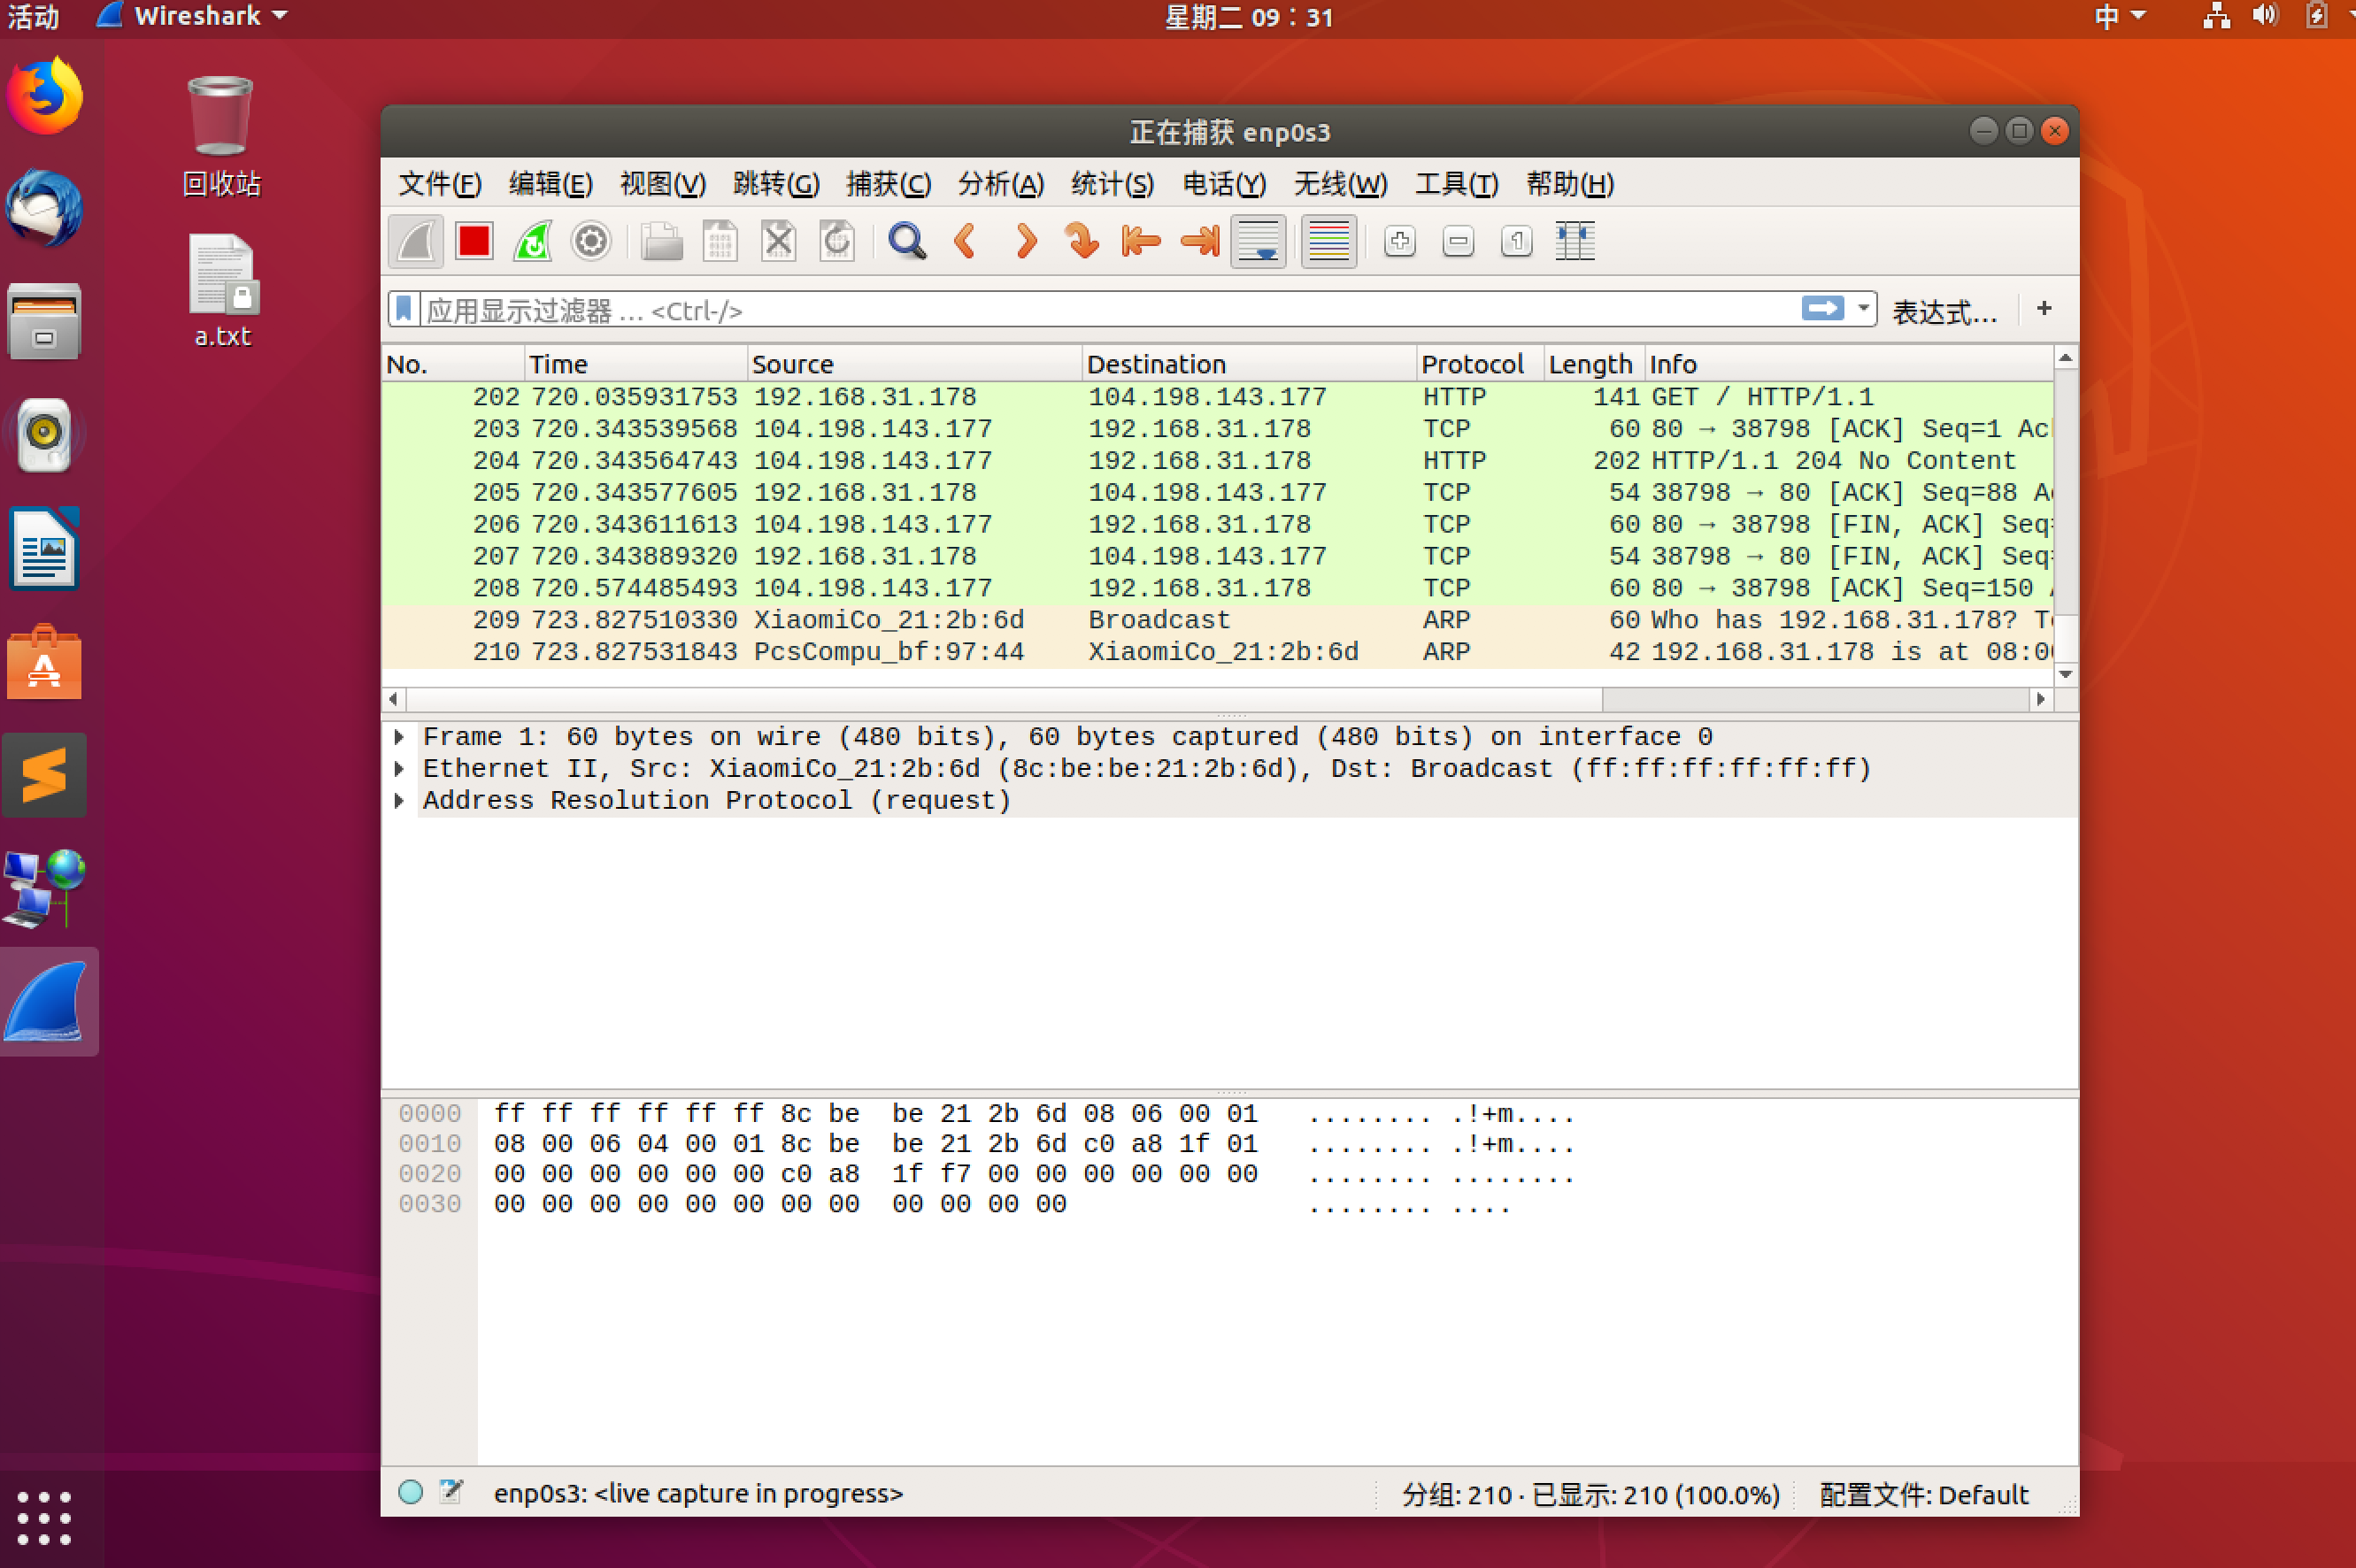 活动 Wireshark 星期二 09：31 中
回收站
a.txt
正在捕获 enp0s3
文件(F) 编辑(E) 视图(V) 跳转(G) 捕获(C) 分析(A) 统计(S) 电话(Y) 无线(W) 工具(T) 帮助(H)
应用显示过滤器 … <Ctrl-/> 表达式… +
No. Time Source Destination Protocol Length Info
202 720.035931753 192.168.31.178 104.198.143.177 HTTP 141 GET / HTTP/1.1
203 720.343539568 104.198.143.177 192.168.31.178 TCP 60 80 → 38798 [ACK] Seq=1 Ac
204 720.343564743 104.198.143.177 192.168.31.178 HTTP 202 HTTP/1.1 204 No Content
205 720.343577605 192.168.31.178 104.198.143.177 TCP 54 38798 → 80 [ACK] Seq=88 A
206 720.343611613 104.198.143.177 192.168.31.178 TCP 60 80 → 38798 [FIN, ACK] Seq=
207 720.343889320 192.168.31.178 104.198.143.177 TCP 54 38798 → 80 [FIN, ACK] Seq=
208 720.574485493 104.198.143.177 192.168.31.178 TCP 60 80 → 38798 [ACK] Seq=150
209 723.827510330 XiaomiCo_21:2b:6d Broadcast ARP 60 Who has 192.168.31.178? T
210 723.827531843 PcsCompu_bf:97:44 XiaomiCo_21:2b:6d ARP 42 192.168.31.178 is at 08:0
Frame 1: 60 bytes on wire (480 bits), 60 bytes captured (480 bits) on interface 0
Ethernet II, Src: XiaomiCo_21:2b:6d (8c:be:be:21:2b:6d), Dst: Broadcast (ff:ff:ff:ff:ff:ff)
Address Resolution Protocol (request)
0000 ff ff ff ff ff ff 8c be be 21 2b 6d 08 06 00 01 ........ .!+m....
0010 08 00 06 04 00 01 8c be be 21 2b 6d c0 a8 1f 01 ........ .!+m....
0020 00 00 00 00 00 00 c0 a8 1f f7 00 00 00 00 00 00 ........ ........
0030 00 00 00 00 00 00 00 00 00 00 00 00 ........ ....
enp0s3: <live capture in progress> 分组: 210 · 已显示: 210 (100.0%) 配置文件: Default